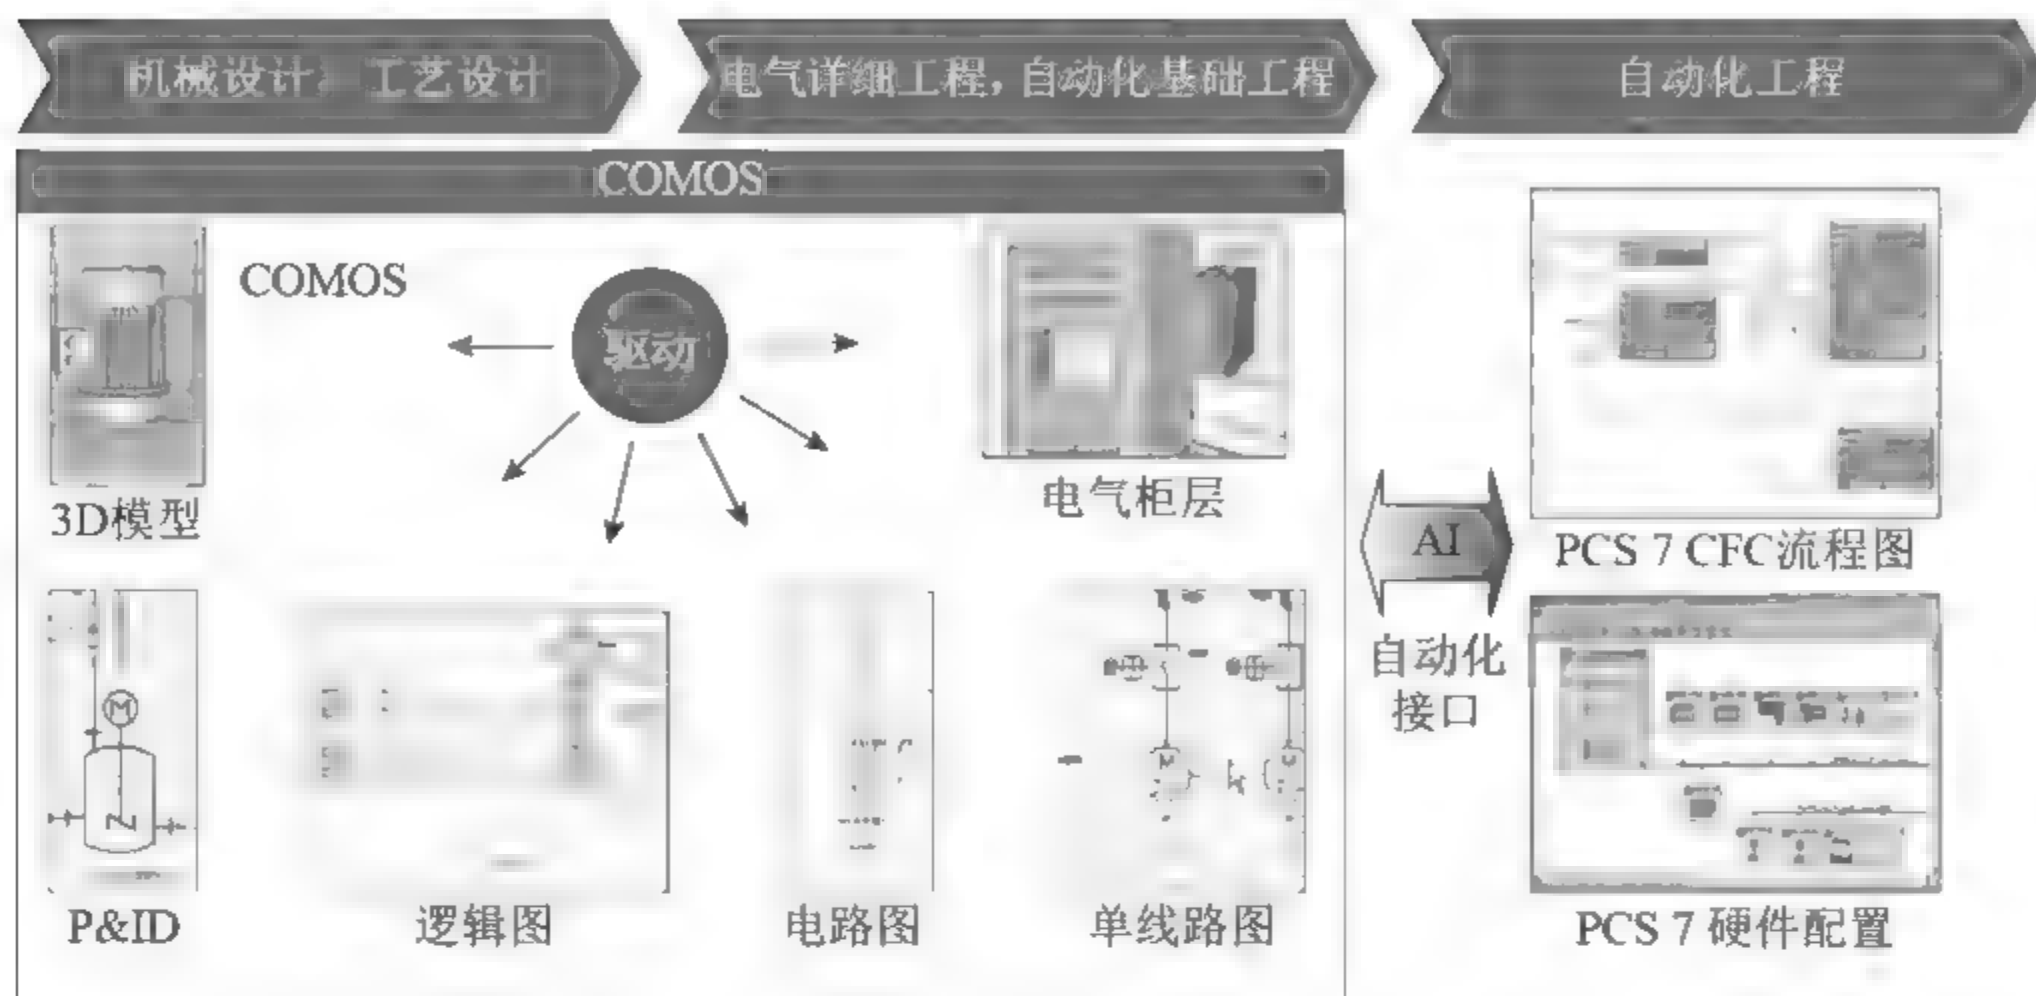 机械设计，工艺设计
电气详细工程，自动化基础工程
自动化工程
COMOS
COMOS
驱动
3D模型
电气柜层
AI
自动化
接口
PCS 7 CFC流程图
M
P&ID
逻辑图
电路图
单线路图
PCS 7 硬件配置